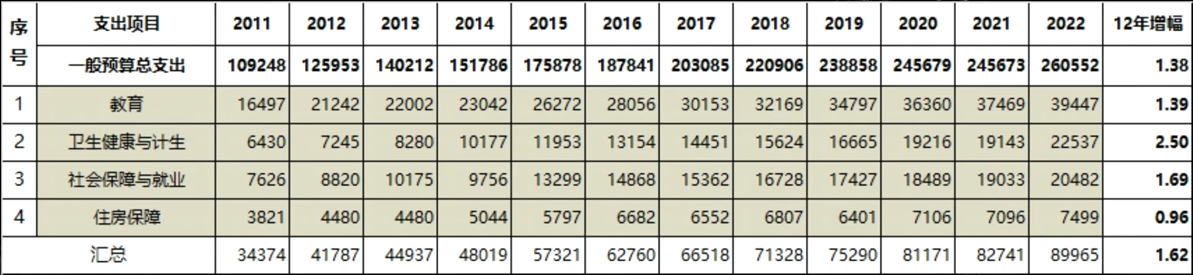 序号 支出项目 2011 2012 2013 2014 2015 2016 2017 2018 2019 2020 2021 2022 12年增幅
一般预算总支出 109248 125953 140212 151786 175878 187841 203085 220906 238858 245679 245673 260552 1.38
1 教育 16497 21242 22002 23042 26272 28056 30153 32169 34797 36360 37469 39447 1.39
2 卫生健康与计生 6430 7245 8280 10177 11953 13154 14451 15624 16665 19216 19143 22537 2.50
3 社会保障与就业 7626 8820 10175 9756 13299 14868 15362 16728 17427 18489 19033 20482 1.69
4 住房保障 3821 4480 4480 5044 5797 6682 6552 6807 6401 7106 7096 7499 0.96
汇总 34374 41787 44937 48019 57321 62760 66518 71328 75290 81171 82741 89965 1.62